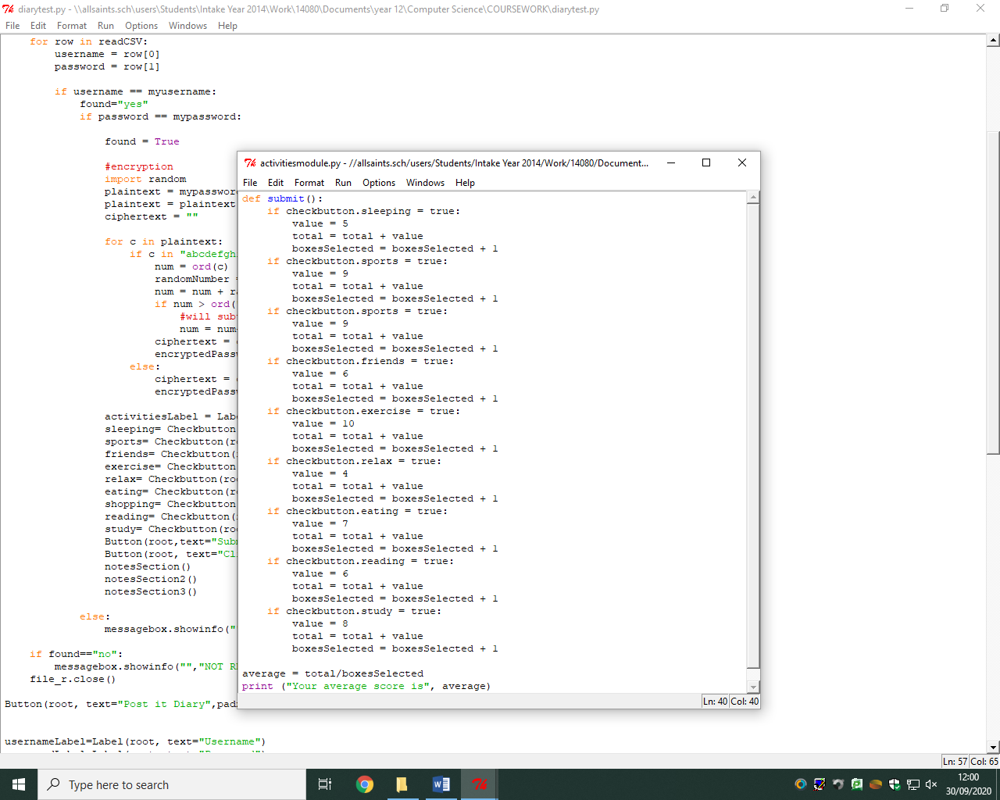 diarytest.py - \\allsaints.sch\users\Students\Intake Year 2014\Work\14080\Documents\year 12\Computer Science\COURSEWORK\diarytest.py
File Edit Format Run Options Windows Help
for row in readCSV:
username = row[0]
password = row[1]
if username == myusername:
found="yes"
if password == mypassword:
found = True
#encryption
import random
plaintext = mypasswor
plaintext = plaintext
ciphertext = ""
for c in plaintext:
if c in "abcdefgh
num = ord(c)
randomNumber =
num = num + r
if num > ord(
#will sub
num = num
ciphertext =
encryptedPass
else:
ciphertext =
encryptedPass
activitiesLabel = Lab
sleeping= Checkbutton
sports= Checkbutton(r
friends= Checkbutton(
exercise= Checkbutton
relax= Checkbutton(ro
eating= Checkbutton(r
shopping= Checkbutton
reading= Checkbutton(
study= Checkbutton(ro
Button(root,text="Sub
Button(root, text="Cl
notesSection()
notesSection2()
notesSection3()
else:
messagebox.showinfo("
if found=="no":
messagebox.showinfo("","NOT R
file_r.close()
Button(root, text="Post it Diary",pad
usernameLabel=Label(root, text="Username")
Ln: 57 Col: 65
activitiesmodule.py - //allsaints.sch/users/Students/Intake Year 2014/Work/14080/Document...
File Edit Format Run Options Windows Help
def submit():
if checkbutton.sleeping = true:
value = 5
total = total + value
boxesSelected = boxesSelected + 1
if checkbutton.sports = true:
value = 9
total = total + value
boxesSelected = boxesSelected + 1
if checkbutton.sports = true:
value = 9
total = total + value
boxesSelected = boxesSelected + 1
if checkbutton.friends = true:
value = 6
total = total + value
boxesSelected = boxesSelected + 1
if checkbutton.exercise = true:
value = 10
total = total + value
boxesSelected = boxesSelected + 1
if checkbutton.relax = true:
value = 4
total = total + value
boxesSelected = boxesSelected + 1
if checkbutton.eating = true:
value = 7
total = total + value
boxesSelected = boxesSelected + 1
if checkbutton.reading = true:
value = 6
total = total + value
boxesSelected = boxesSelected + 1
if checkbutton.study = true:
value = 8
total = total + value
boxesSelected = boxesSelected + 1
average = total/boxesSelected
print ("Your average score is", average)
Ln: 40 Col: 40
Type here to search
12:00
30/09/2020